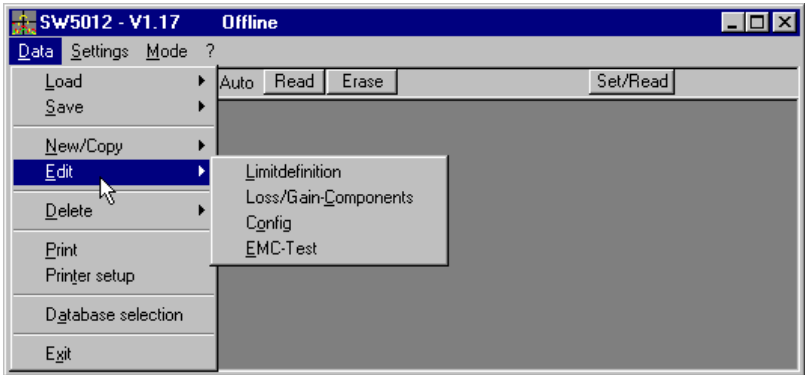 SW5012 - V1.17 Offline
Data Settings Mode ?
Load
Auto Read Erase Set/Read
Save
New/Copy
Edit
Limitdefinition
Loss/Gain-Components
Config
EMC-Test
Delete
Print
Printer setup
Database selection
Exit